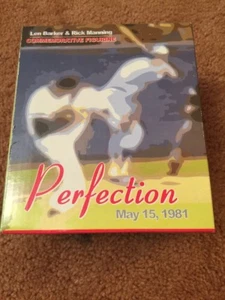 Len Barker & Rick Manning
COMMEMORATIVE FIGURINE
Perfection
May 15, 1981